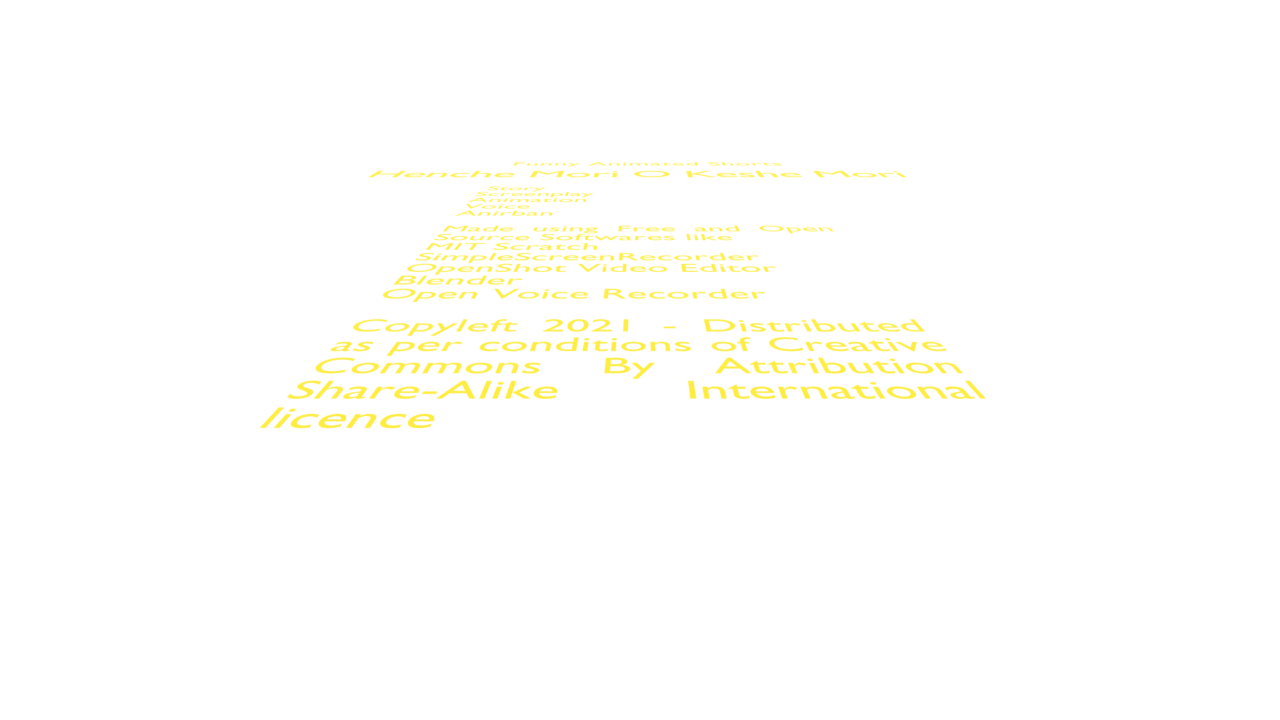 Funny Animated Shorts
Henche Mori O Keshe Mori
Story
Screenplay
Animation
Voice
Anirban
Made using Free and Open
Source Softwares like
MIT Scratch
SimpleScreenRecorder
OpenShot Video Editor
Blender
Open Voice Recorder
Copyleft 2021 - Distributed
as per conditions of Creative
Commons By Attribution
Share-Alike International
licence